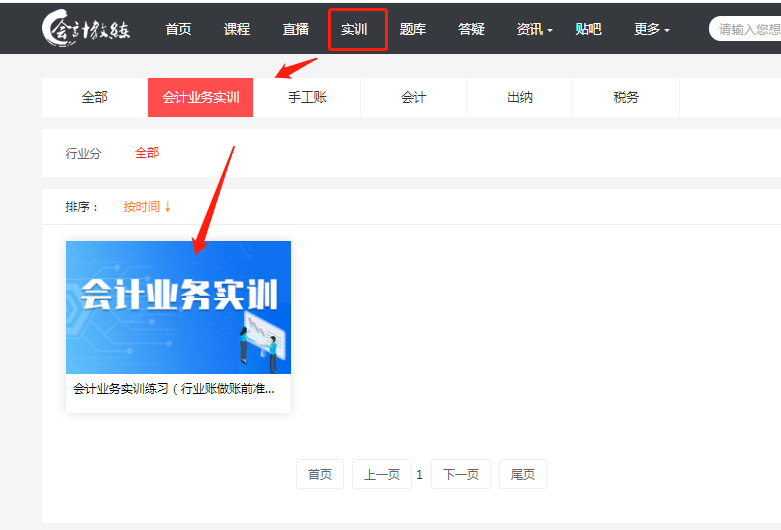 会计教练 首页 课程 直播 实训 题库 答疑 资讯 贴吧 更多 请输入您想
全部 会计业务实训 手工账 会计 出纳 税务
行业分 全部
排序： 按时间↓
会计业务实训
会计业务实训练习（行业账做账前准...
首页 上一页 1 下一页 尾页